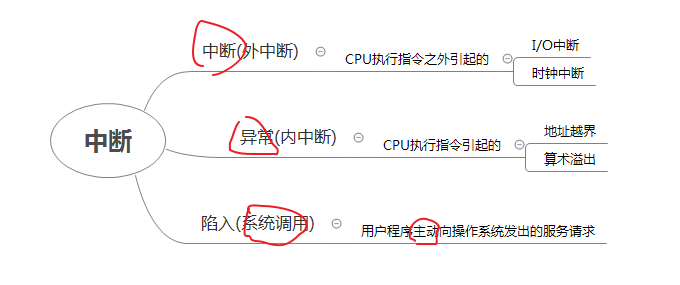 中断
中断(外中断)
CPU执行指令之外引起的
I/O中断
时钟中断
异常(内中断)
CPU执行指令引起的
地址越界
算术溢出
陷入(系统调用)
用户程序主动向操作系统发出的服务请求